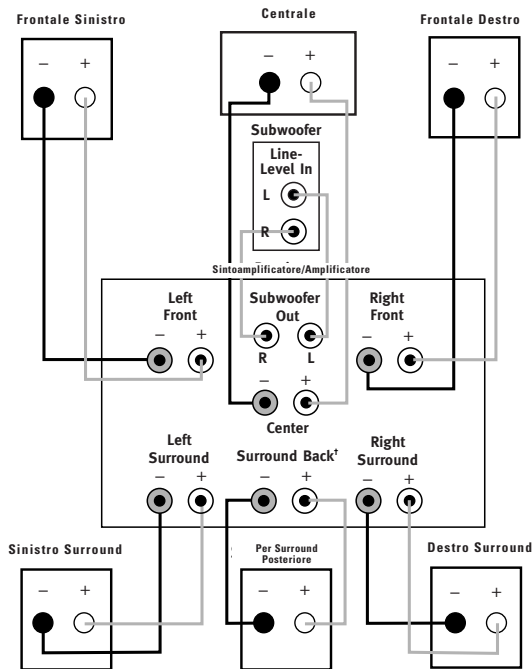 Frontale Sinistro
Centrale
Frontale Destro
– +
– +
– +
Subwoofer
Line-
Level In
L
R
Sintoamplificatore/Amplificatore
Left
Front
Subwoofer
Out
Right
Front
– +
R L
– +
– +
Center
Left
Surround
Surround Back†
Right
Surround
– +
– +
– +
Sinistro Surround
Per Surround
Posteriore
Destro Surround
– +
– +
– +